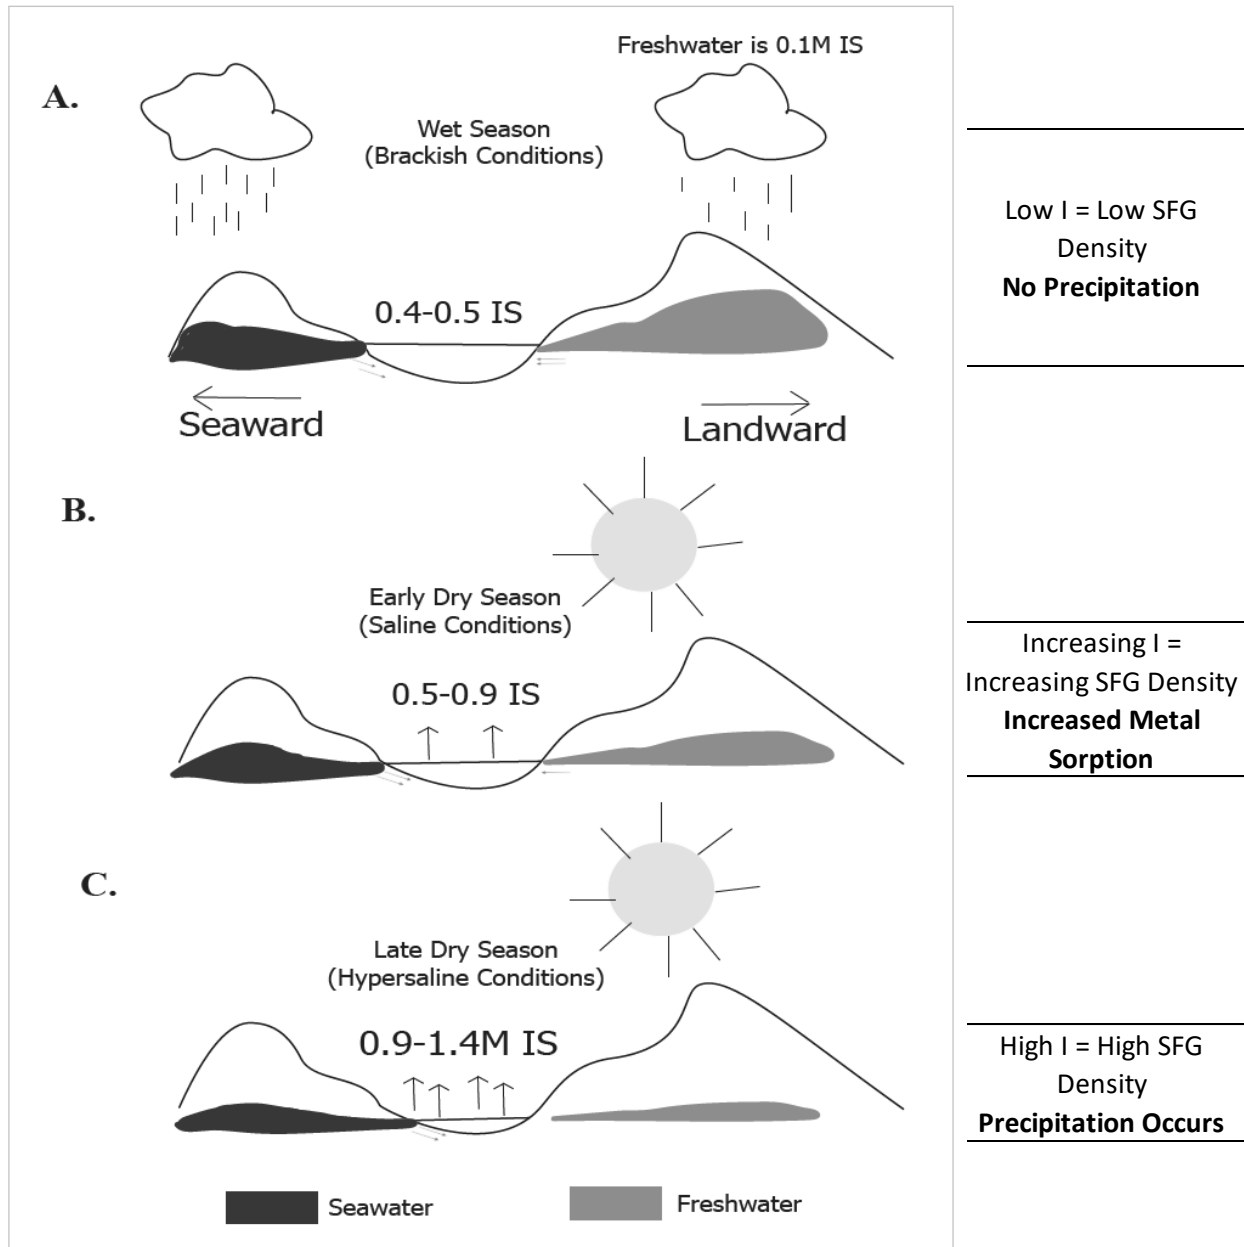 Freshwater is 0.1M IS
A.
Wet Season
(Brackish Conditions)
0.4-0.5 IS
Seaward
Landward
Low I = Low SFG
Density
No Precipitation
B.
Early Dry Season
(Saline Conditions)
0.5-0.9 IS
Increasing I =
Increasing SFG Density
Increased Metal
Sorption
C.
Late Dry Season
(Hypersaline Conditions)
0.9-1.4M IS
High I = High SFG
Density
Precipitation Occurs
Seawater
Freshwater